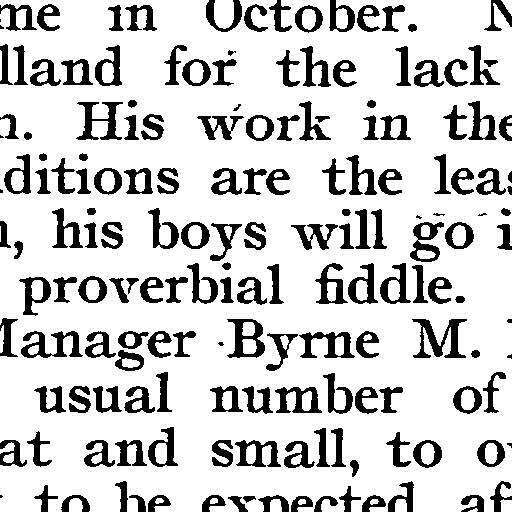 me in October.
lland for the lack
n. His work in the
ditions are the leas
, his boys will go i
proverbial fiddle.
Manager Byrne M.
usual number of
at and small, to o
to be expected, af